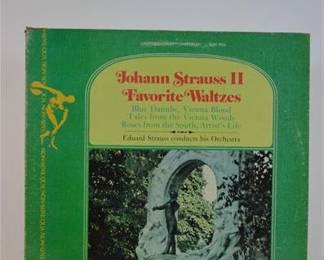 Johann Strauss II
Favorite Waltzes
Blue Danube, Vienna Blood
Tales from the Vienna Woods
Roses from the South, Artist's Life
Eduard Strauss conducts his Orchestra